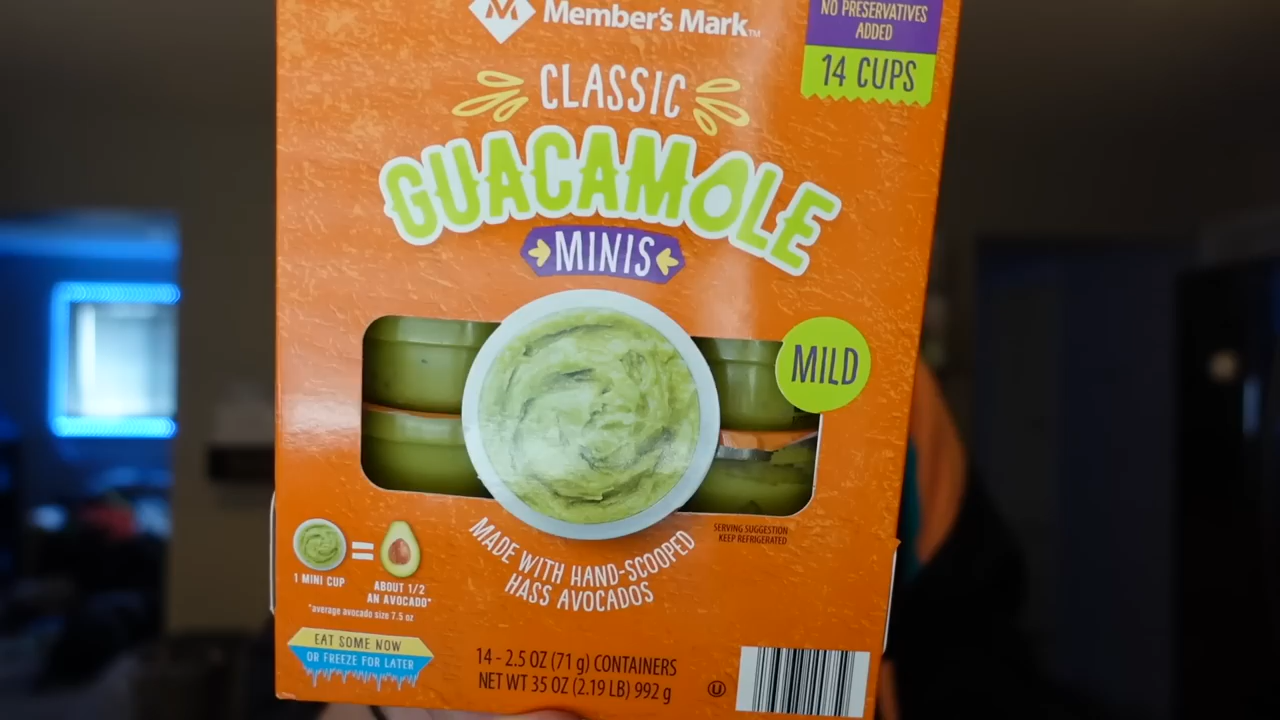 Member's Mark™
NO PRESERVATIVES
ADDED
14 CUPS
CLASSIC
GUACAMOLE
MINIS
MILD
SERVING SUGGESTION
KEEP REFRIGERATED
MADE WITH HAND-SCOOPED
HASS AVOCADOS
1 MINI CUP
=
ABOUT 1/2
AN AVOCADO*
*average avocado size 7.5 oz
EAT SOME NOW
OR FREEZE FOR LATER
14 - 2.5 OZ (71 g) CONTAINERS
NET WT 35 OZ (2.19 LB) 992 g